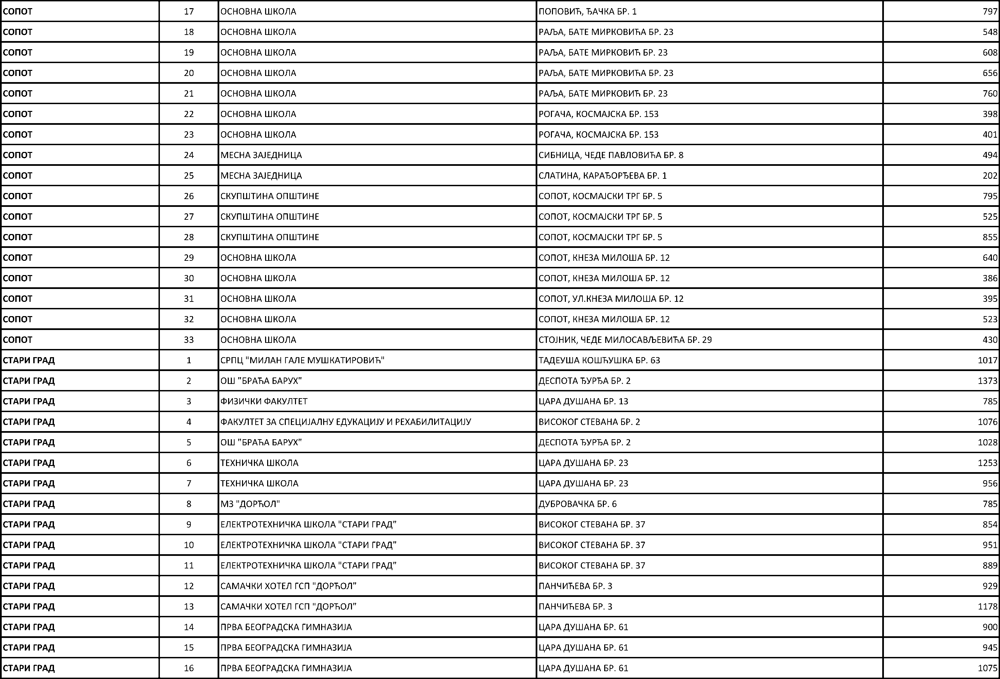 СОПОТ 17 ОСНОВНА ШКОЛА ПОПОВИЋ, ЂАЧКА БР. 1 797
СОПОТ 18 ОСНОВНА ШКОЛА РАЉА, БАТЕ МИРКОВИЋА БР. 23 548
СОПОТ 19 ОСНОВНА ШКОЛА РАЉА, БАТЕ МИРКОВИЋ БР. 23 608
СОПОТ 20 ОСНОВНА ШКОЛА РАЉА, БАТЕ МИРКОВИЋА БР. 23 656
СОПОТ 21 ОСНОВНА ШКОЛА РАЉА, БАТЕ МИРКОВИЋ БР. 23 760
СОПОТ 22 ОСНОВНА ШКОЛА РОГАЧА, КОСМАЈСКА БР. 153 398
СОПОТ 23 ОСНОВНА ШКОЛА РОГАЧА, КОСМАЈСКА БР. 153 401
СОПОТ 24 МЕСНА ЗАЈЕДНИЦА СИБНИЦА, ЧЕДЕ ПАВЛОВИЋА БР. 8 494
СОПОТ 25 МЕСНА ЗАЈЕДНИЦА СЛАТИНА, КАРАЂОРЂЕВА БР. 1 202
СОПОТ 26 СКУПШТИНА ОПШТИНЕ СОПОТ, КОСМАЈСКИ ТРГ БР. 5 795
СОПОТ 27 СКУПШТИНА ОПШТИНЕ СОПОТ, КОСМАЈСКИ ТРГ БР. 5 525
СОПОТ 28 СКУПШТИНА ОПШТИНЕ СОПОТ, КОСМАЈСКИ ТРГ БР. 5 855
СОПОТ 29 ОСНОВНА ШКОЛА СОПОТ, КНЕЗА МИЛОША БР. 12 640
СОПОТ 30 ОСНОВНА ШКОЛА СОПОТ, КНЕЗА МИЛОША БР. 12 386
СОПОТ 31 ОСНОВНА ШКОЛА СОПОТ, УЛ.КНЕЗА МИЛОША БР. 12 395
СОПОТ 32 ОСНОВНА ШКОЛА СОПОТ, КНЕЗА МИЛОША БР. 12 523
СОПОТ 33 ОСНОВНА ШКОЛА СТОЈНИК, ЧЕДЕ МИЛОСАВЉЕВИЋА БР. 29 430
СТАРИ ГРАД 1 СРПЦ "МИЛАН ГАЛЕ МУШКАТИРОВИЋ" ТАДЕУША КОШЋУШКА БР. 63 1017
СТАРИ ГРАД 2 ОШ "БРАЋА БАРУХ" ДЕСПОТА ЂУРЂА БР. 2 1373
СТАРИ ГРАД 3 ФИЗИЧКИ ФАКУЛТЕТ ЦАРА ДУШАНА БР. 13 785
СТАРИ ГРАД 4 ФАКУЛТЕТ ЗА СПЕЦИЈАЛНУ ЕДУКАЦИЈУ И РЕХАБИЛИТАЦИЈУ ВИСОКОГ СТЕВАНА БР. 2 1076
СТАРИ ГРАД 5 ОШ "БРАЋА БАРУХ" ДЕСПОТА ЂУРЂА БР. 2 1028
СТАРИ ГРАД 6 ТЕХНИЧКА ШКОЛА ЦАРА ДУШАНА БР. 23 1253
СТАРИ ГРАД 7 ТЕХНИЧКА ШКОЛА ЦАРА ДУШАНА БР. 23 956
СТАРИ ГРАД 8 МЗ "ДОРЋОЛ" ДУБРОВАЧКА БР. 6 785
СТАРИ ГРАД 9 ЕЛЕКТРОТЕХНИЧКА ШКОЛА "СТАРИ ГРАД" ВИСОКОГ СТЕВАНА БР. 37 854
СТАРИ ГРАД 10 ЕЛЕКТРОТЕХНИЧКА ШКОЛА "СТАРИ ГРАД" ВИСОКОГ СТЕВАНА БР. 37 951
СТАРИ ГРАД 11 ЕЛЕКТРОТЕХНИЧКА ШКОЛА "СТАРИ ГРАД" ВИСОКОГ СТЕВАНА БР. 37 889
СТАРИ ГРАД 12 САМАЧКИ ХОТЕЛ ГСП "ДОРЋОЛ" ПАНЧИЋЕВА БР. 3 929
СТАРИ ГРАД 13 САМАЧКИ ХОТЕЛ ГСП "ДОРЋОЛ" ПАНЧИЋЕВА БР. 3 1178
СТАРИ ГРАД 14 ПРВА БЕОГРАДСКА ГИМНАЗИЈА ЦАРА ДУШАНА БР. 61 900
СТАРИ ГРАД 15 ПРВА БЕОГРАДСКА ГИМНАЗИЈА ЦАРА ДУШАНА БР. 61 945
СТАРИ ГРАД 16 ПРВА БЕОГРАДСКА ГИМНАЗИЈА ЦАРА ДУШАНА БР. 61 1075